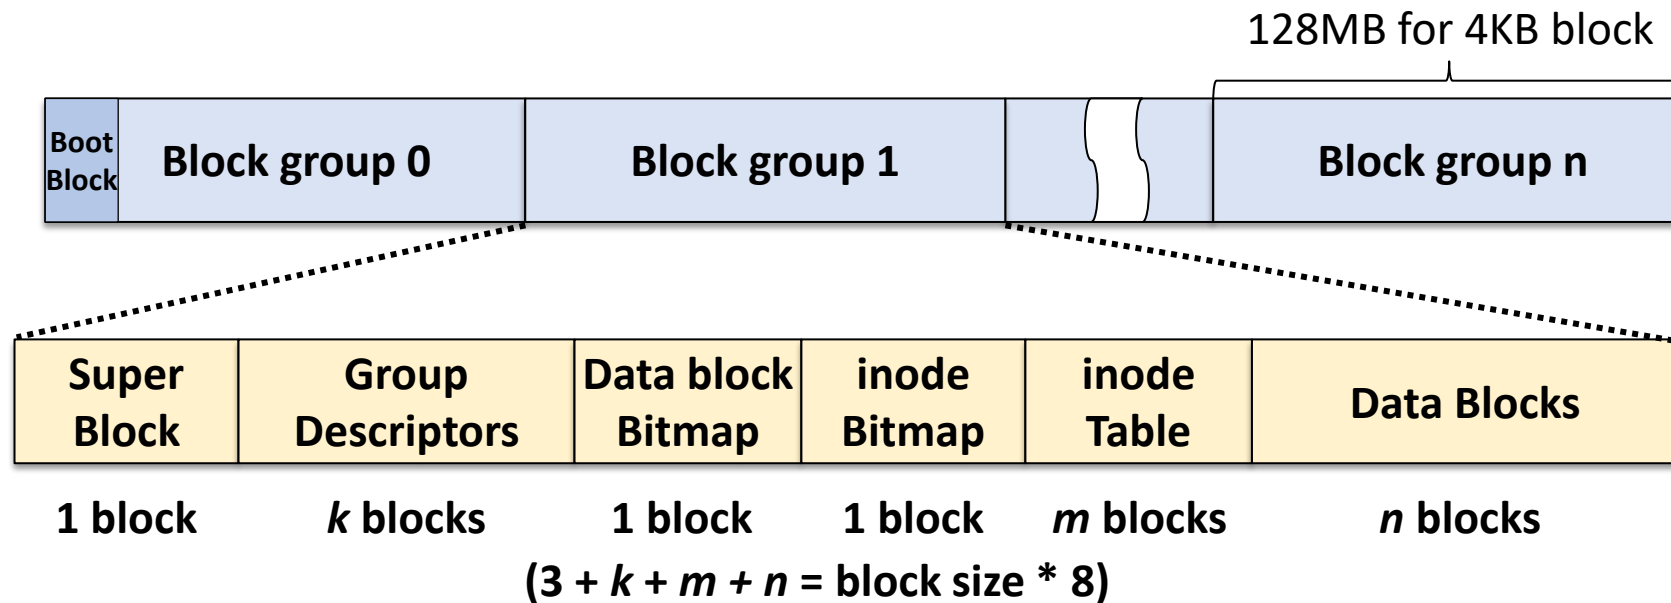 128MB for 4KB block
Boot
Block
Block group 0
Block group 1
Block group n
Super
Block
Group
Descriptors
Data block
Bitmap
inode
Bitmap
inode
Table
Data Blocks
1 block
k blocks
1 block
1 block
m blocks
n blocks
(3 + k + m + n = block size * 8)